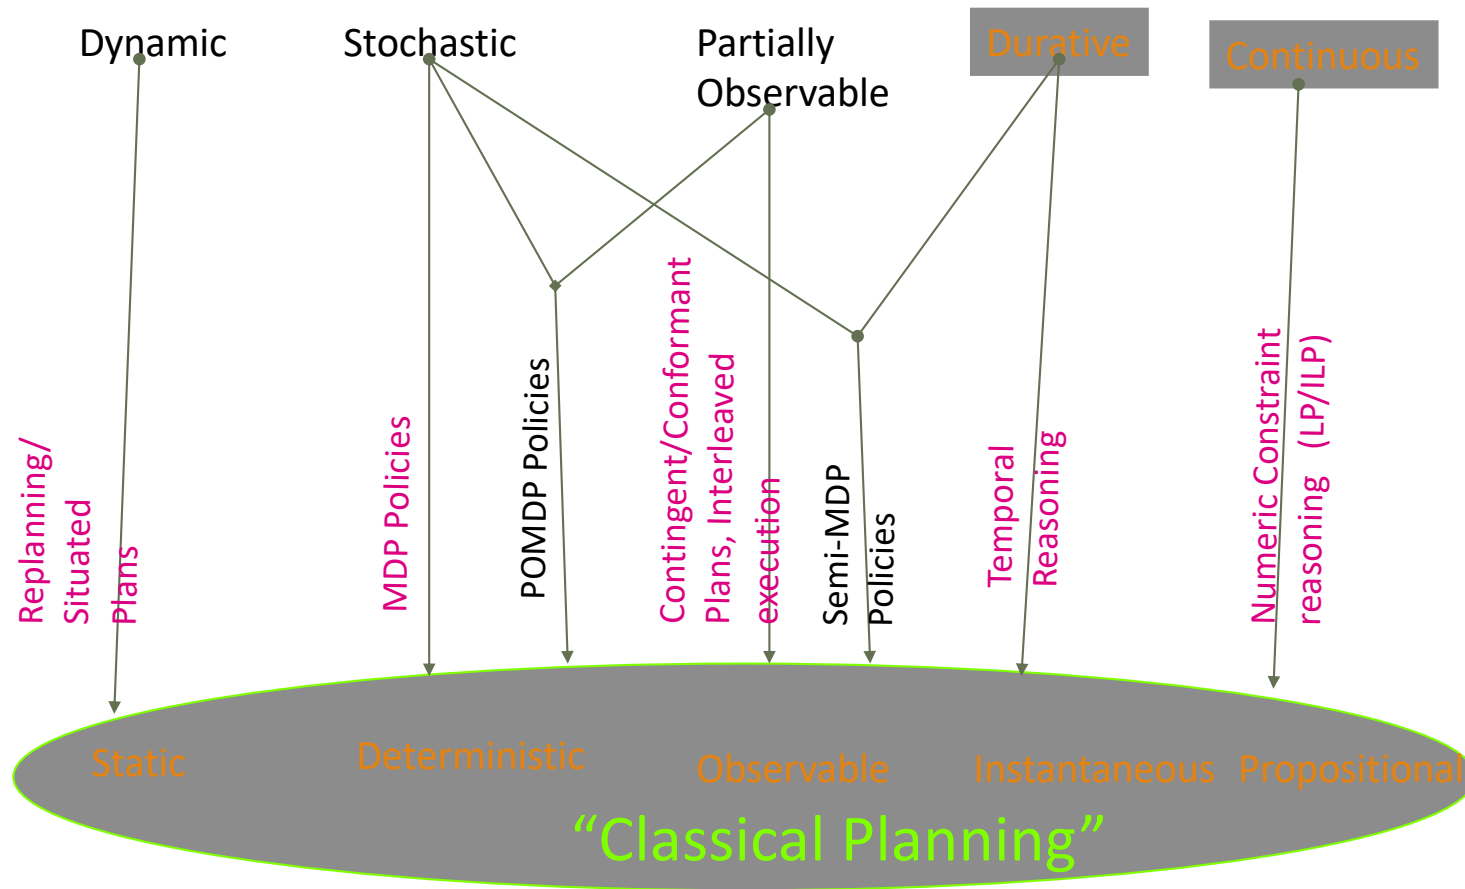 Dynamic
Stochastic
Partially
Observable
Durative
Continuous
Replanning/
Situated
Plans
MDP Policies
POMDP Policies
Contingent/Conformant
Plans, Interleaved
execution
Semi-MDP
Policies
Temporal
Reasoning
Numeric Constraint
reasoning (LP/ILP)
Static
Deterministic
Observable
Instantaneous
Propositional
“Classical Planning”